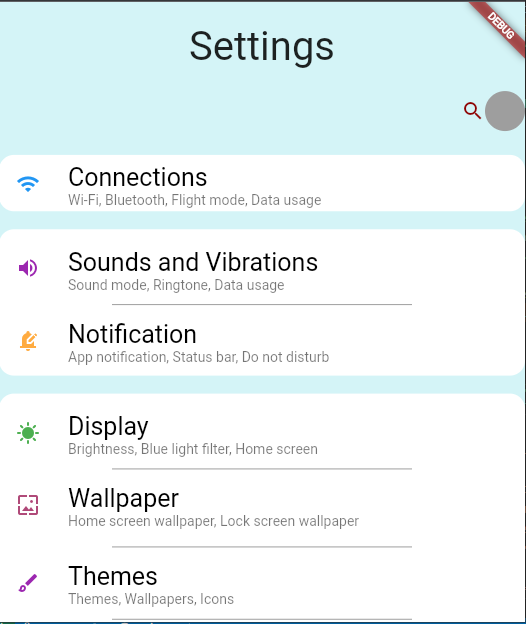 DEBUG
Settings
Connections
Wi-Fi, Bluetooth, Flight mode, Data usage
Sounds and Vibrations
Sound mode, Ringtone, Data usage
Notification
App notification, Status bar, Do not disturb
Display
Brightness, Blue light filter, Home screen
Wallpaper
Home screen wallpaper, Lock screen wallpaper
Themes
Themes, Wallpapers, Icons